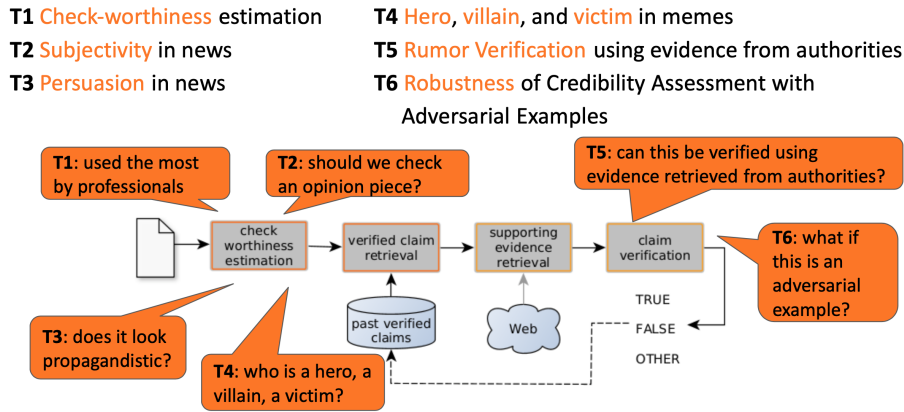 T1 Check-worthiness estimation
T2 Subjectivity in news
T3 Persuasion in news
T4 Hero, villain, and victim in memes
T5 Rumor Verification using evidence from authorities
T6 Robustness of Credibility Assessment with
Adversarial Examples
T1: used the most
by professionals
T2: should we check
an opinion piece?
T5: can this be verified using
evidence retrieved from authorities?
check
worthiness
estimation
verified claim
retrieval
supporting
evidence
retrieval
claim
verification
T6: what if
this is an
adversarial
example?
past verified
claims
Web
TRUE
FALSE
OTHER
T3: does it look
propagandistic?
T4: who is a hero, a
villain, a victim?